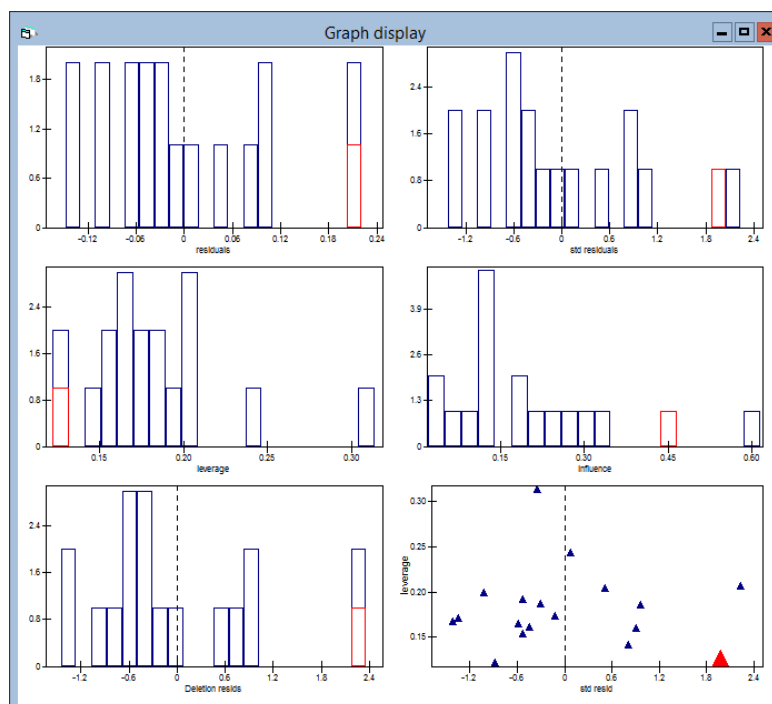 Graph display
1.8
1.2
0.6
0
-0.12 -0.06 0 0.06 0.12 0.18 0.24
residuals
2.4
1.6
0.8
0
-1.2 -0.6 0 0.6 1.2 1.8 2.4
std residuals
2.4
1.6
0.8
0
0.15 0.20 0.25 0.30
leverage
3.9
2.6
1.3
0
0.15 0.30 0.45 0.60
influence
2.4
1.6
0.8
0
-1.2 -0.6 0 0.6 1.2 1.8 2.4
Deletion resids
leverage
0.30
0.25
0.20
0.15
-1.2 -0.6 0 0.6 1.2 1.8 2.4
std resid